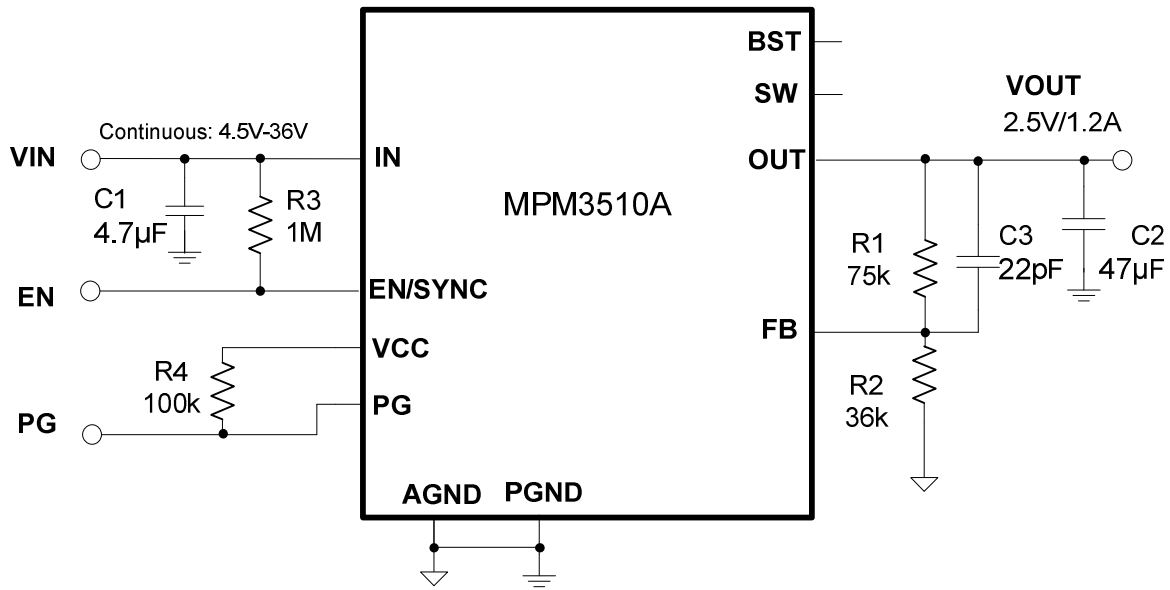 BST
SW
VOUT
2.5V/1.2A
Continuous: 4.5V-36V
VIN
IN
OUT
MPM3510A
C1
4.7µF
R3
1M
R1
75k
C3
22pF
C2
47µF
EN
EN/SYNC
FB
VCC
R4
100k
R2
36k
PG
PG
AGND
PGND